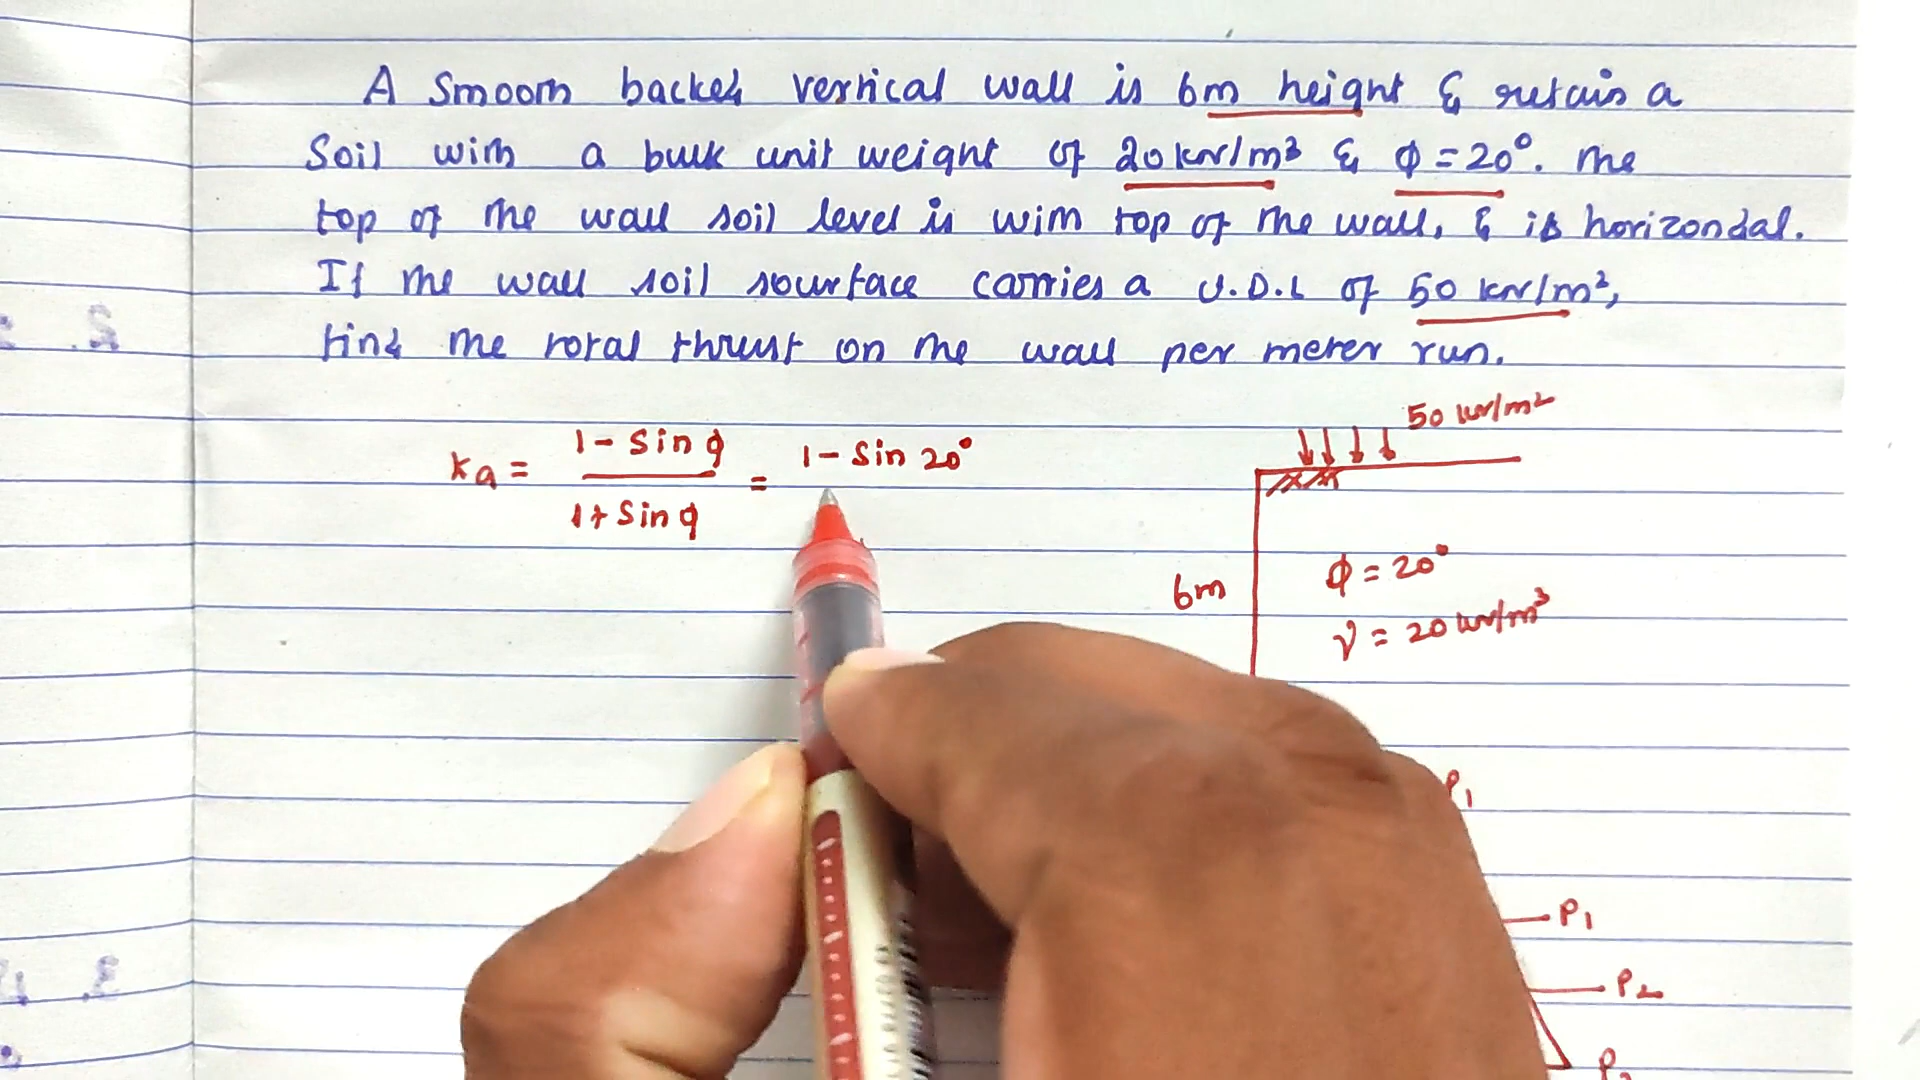 A Smooth backed vertical wall is 6m height & retain a
Soil with a bulk unit weight of 20 kN/m³ & ϕ = 20°. The
top of the wall soil level is with top of the wall, & is horizondal.
If the wall soil sourface carries a U.D.L of 50 kN/m²,
find the total thrust on the wall per meter run.
50 kN/m²
Ka = 1 - Sin φ / 1 + Sin φ = 1 - Sin 20°
6m
ϕ = 20°
γ = 20 kN/m³
P1
P1
P2